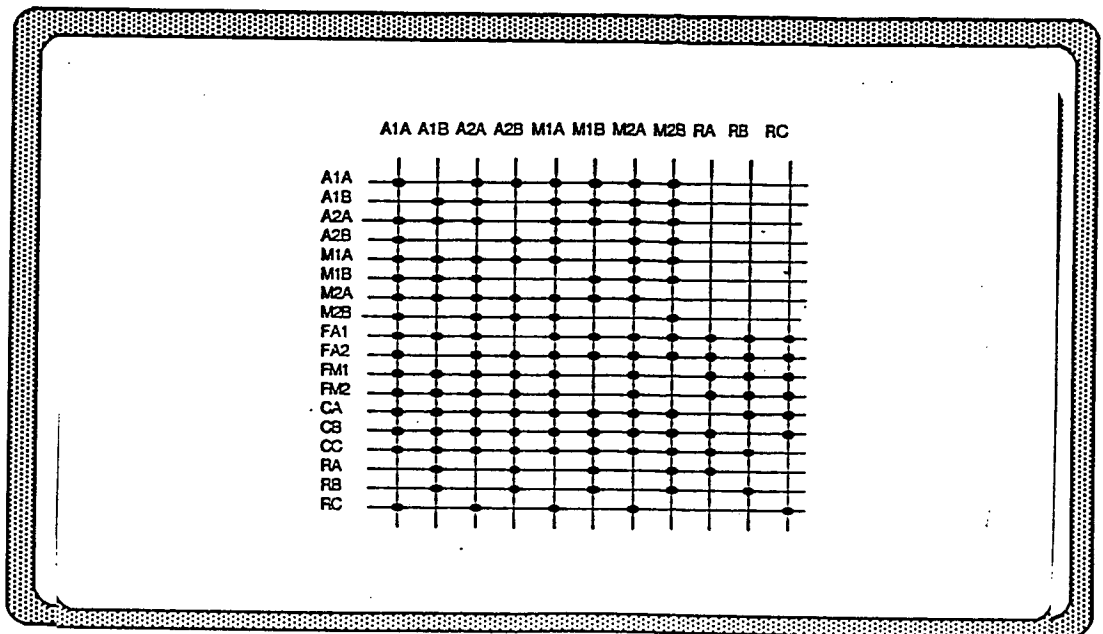 A1A A1B A2A A2B M1A M1B M2A M2B RA RB RC
A1A
A1B
A2A
A2B
M1A
M1B
M2A
M2B
FA1
FA2
FM1
FM2
CA
CB
CC
RA
RB
RC